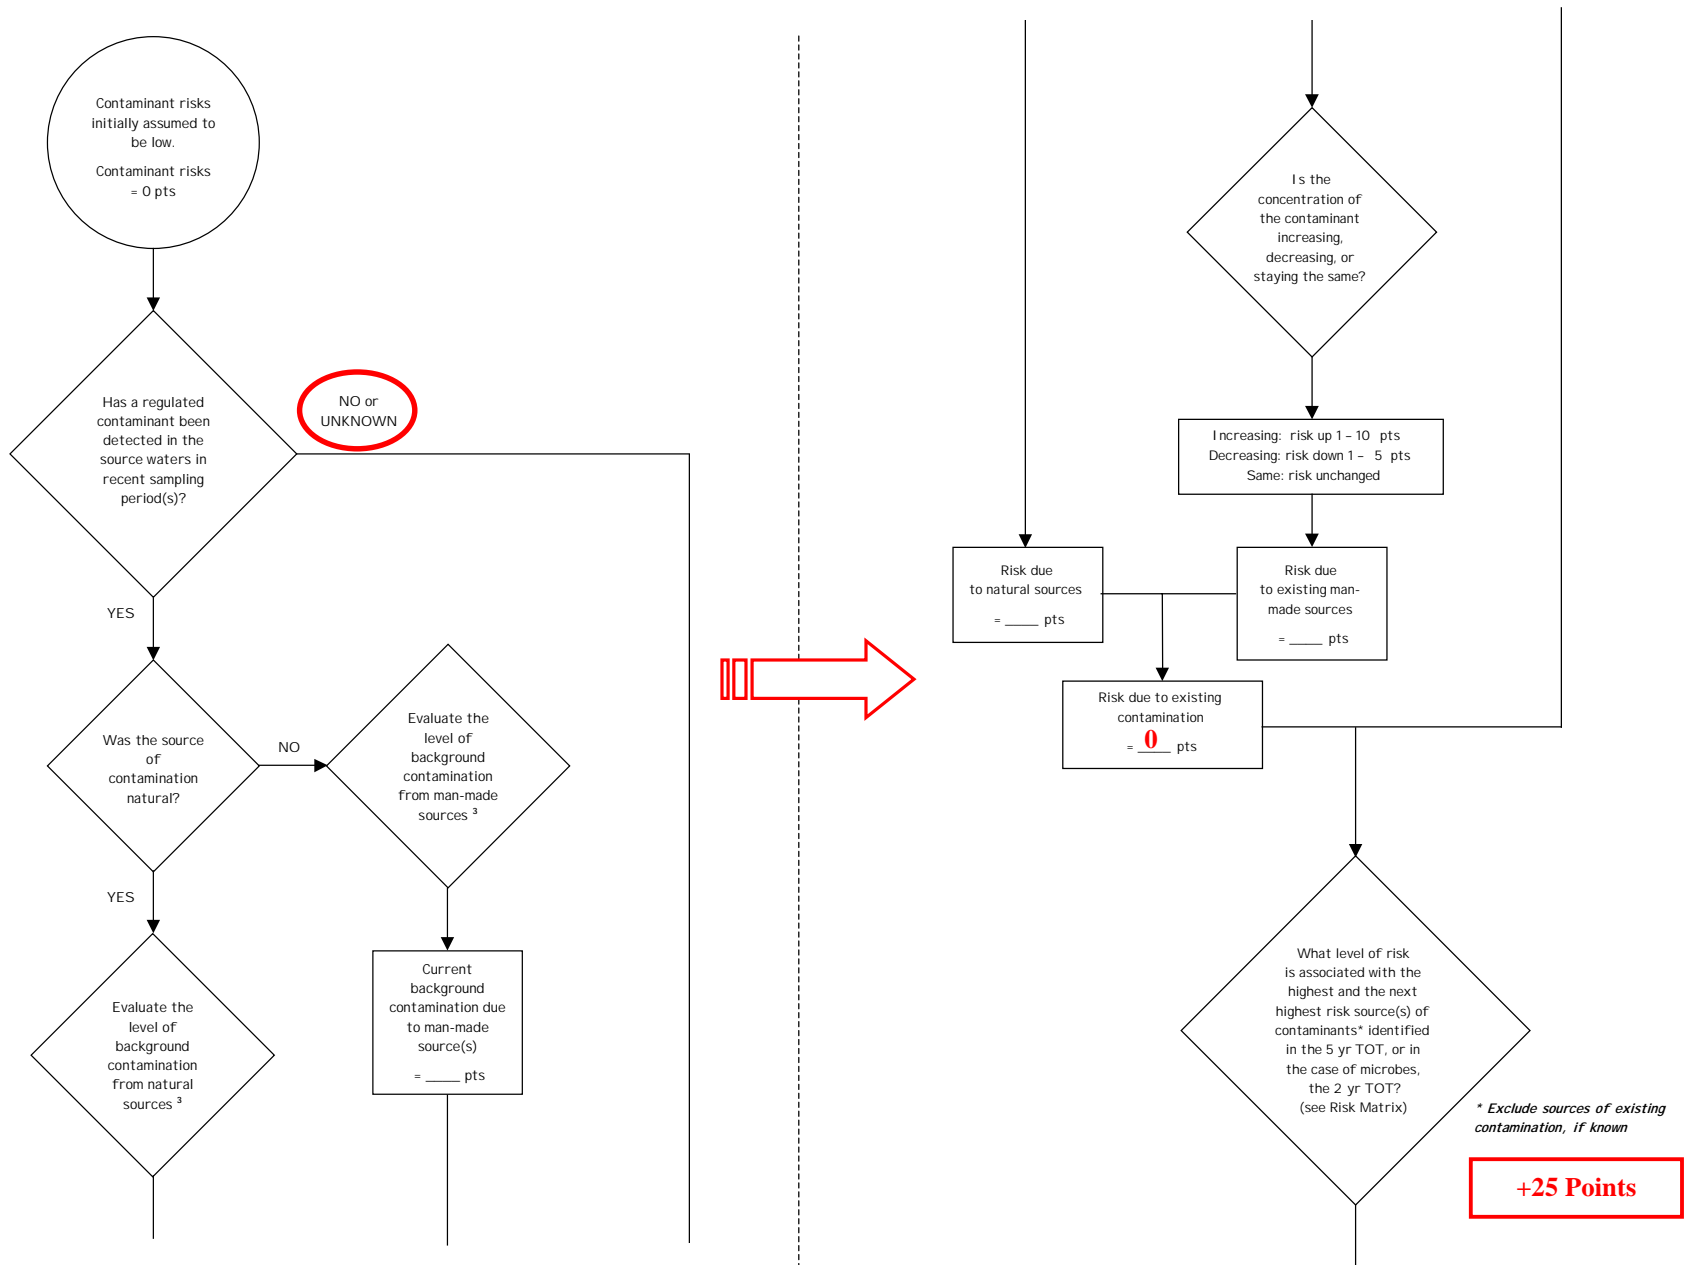 Contaminant risks
initially assumed to
be low.
Contaminant risks
= 0 pts
Has a regulated
contaminant been
detected in the
source waters in
recent sampling
period(s)?
NO or
UNKNOWN
YES
Was the source
of
contamination
natural?
NO
Evaluate the
level of
background
contamination
from man-made
sources ³
YES
Evaluate the
level of
background
contamination
from natural
sources ³
Current
background
contamination due
to man-made
source(s)
= _____ pts
Is the
concentration of
the contaminant
increasing,
decreasing, or
staying the same?
Increasing: risk up 1 – 10 pts
Decreasing: risk down 1 – 5 pts
Same: risk unchanged
Risk due
to natural sources
= _____ pts
Risk due
to existing man-
made sources
= _____ pts
Risk due to existing
contamination
= __0__ pts
What level of risk
is associated with the
highest and the next
highest risk source(s) of
contaminants* identified
in the 5 yr TOT, or in
the case of microbes,
the 2 yr TOT?
(see Risk Matrix)
* Exclude sources of existing
contamination, if known
+25 Points